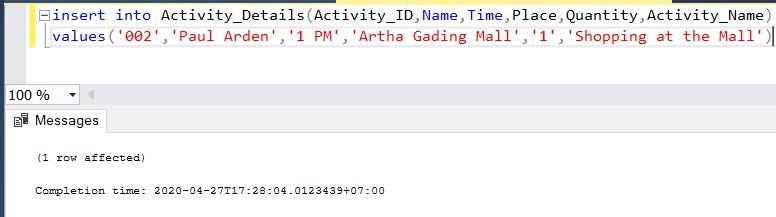 insert into Activity_Details(Activity_ID,Name,Time,Place,Quantity,Activity_Name)
values('002','Paul Arden','1 PM','Artha Gading Mall','1','Shopping at the Mall')
100 %
Messages
(1 row affected)
Completion time: 2020-04-27T17:28:04.0123439+07:00